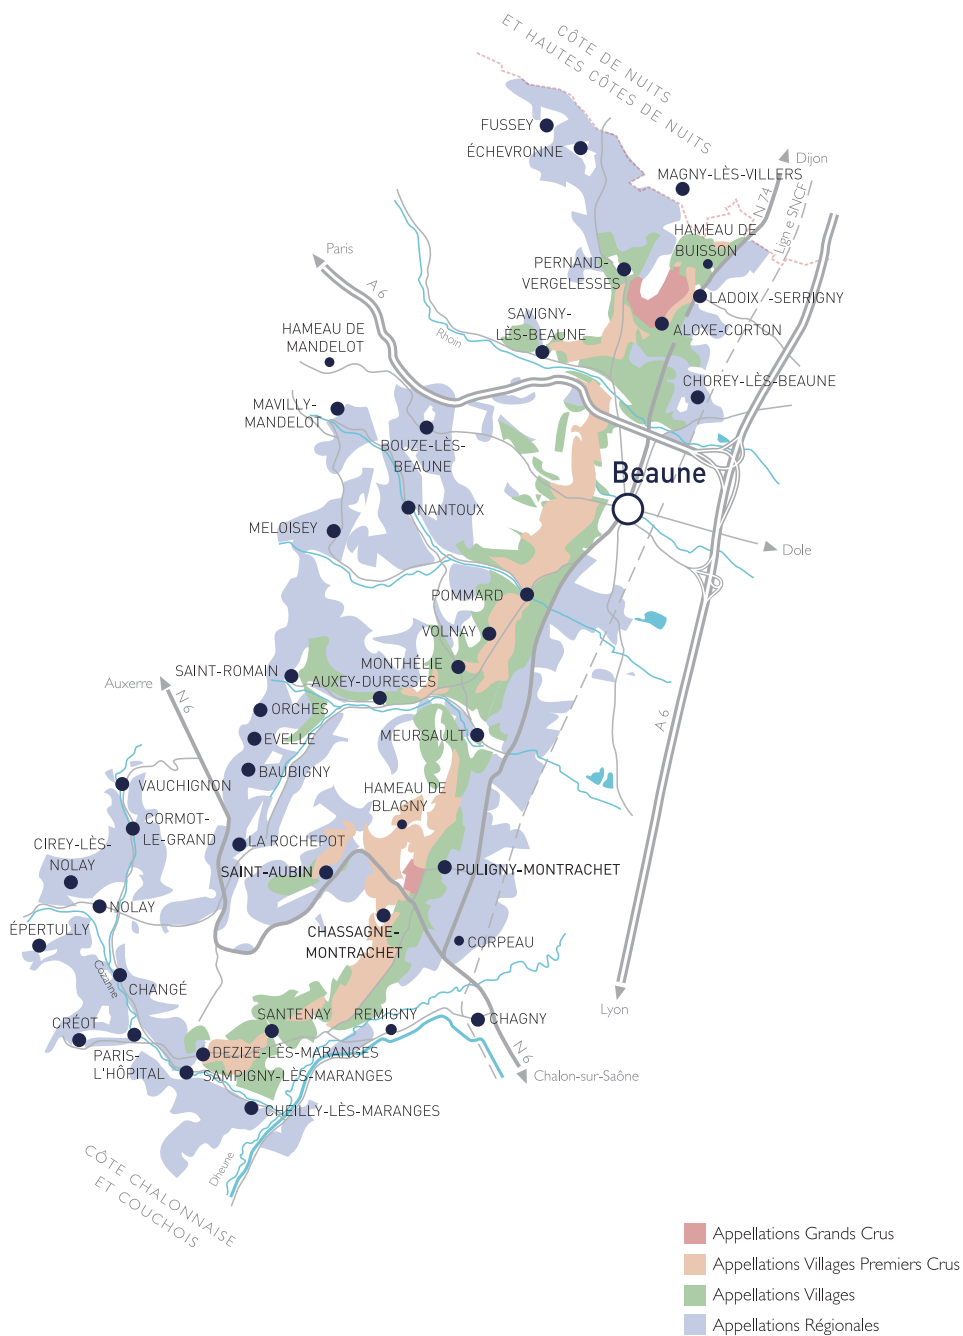 CÔTE DE NUITS
ET HAUTES CÔTES DE NUITS
FUSSEY
ÉCHEVRONNE
Dijon
MAGNY-LÈS-VILLERS
N 74
Lign e SNCF
HAMEAU DE
BUISSON
Paris
A 6
PERNAND-
VERGELESSES
LADOIX -SERRIGNY
SAVIGNY-
LÈS-BEAUNE
ALOXE-CORTON
Rhoin
HAMEAU DE
MANDELOT
CHOREY-LÈS-BEAUNE
MAVILLY-
MANDELOT
BOUZE-LÈS-
BEAUNE
Beaune
NANTOUX
MELOISEY
Dole
POMMARD
VOLNAY
MONTHÉLIE
SAINT-ROMAIN
AUXEY-DURESSES
Auxerre
N 6
ORCHES
A 6
EVELLE
MEURSAULT
BAUBIGNY
VAUCHIGNON
HAMEAU DE
BLAGNY
CORMOT-
LE-GRAND
CIREY-LÈS-
NOLAY
LA ROCHEPOT
SAINT-AUBIN
PULIGNY-MONTRACHET
NOLAY
ÉPERTULLY
CHASSAGNE-
MONTRACHET
CORPEAU
Cozanne
CHANGÉ
Lyon
CRÉOT
SANTENAY
REMIGNY
CHAGNY
PARIS-
L'HÔPITAL
DEZIZE-LÈS-MARANGES
SAMPIGNY-LÈS-MARANGES
N 6
Chalon-sur-Saône
CHEILLY-LÈS-MARANGES
Dheune
CÔTE CHALONNAISE
ET COUCHOIS
Appellations Grands Crus
Appellations Villages Premiers Crus
Appellations Villages
Appellations Régionales